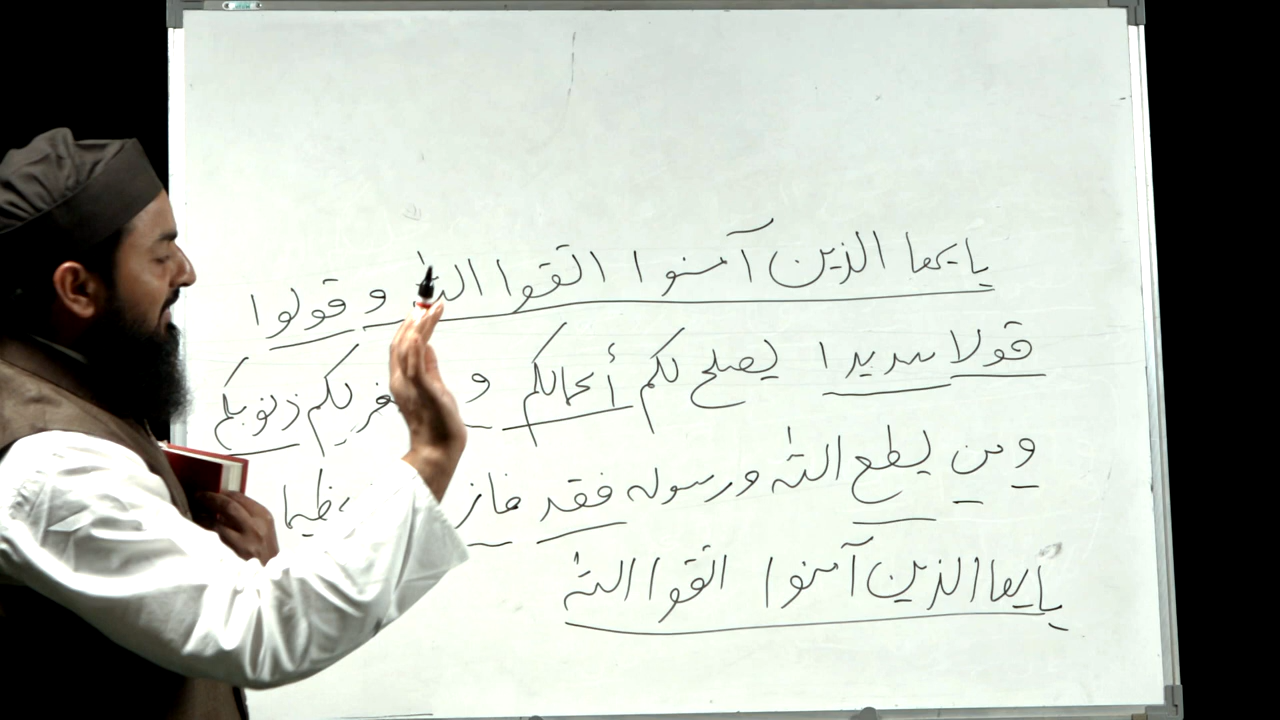 يايها الذين آمنوا اتقوا الله و قولوا
قولا سديدا يصلح لكم أعمالكم و لكم ذنوبكم
ومن يطع الله ورسوله فقد فاز
يايها الذين آمنوا اتقوا الله